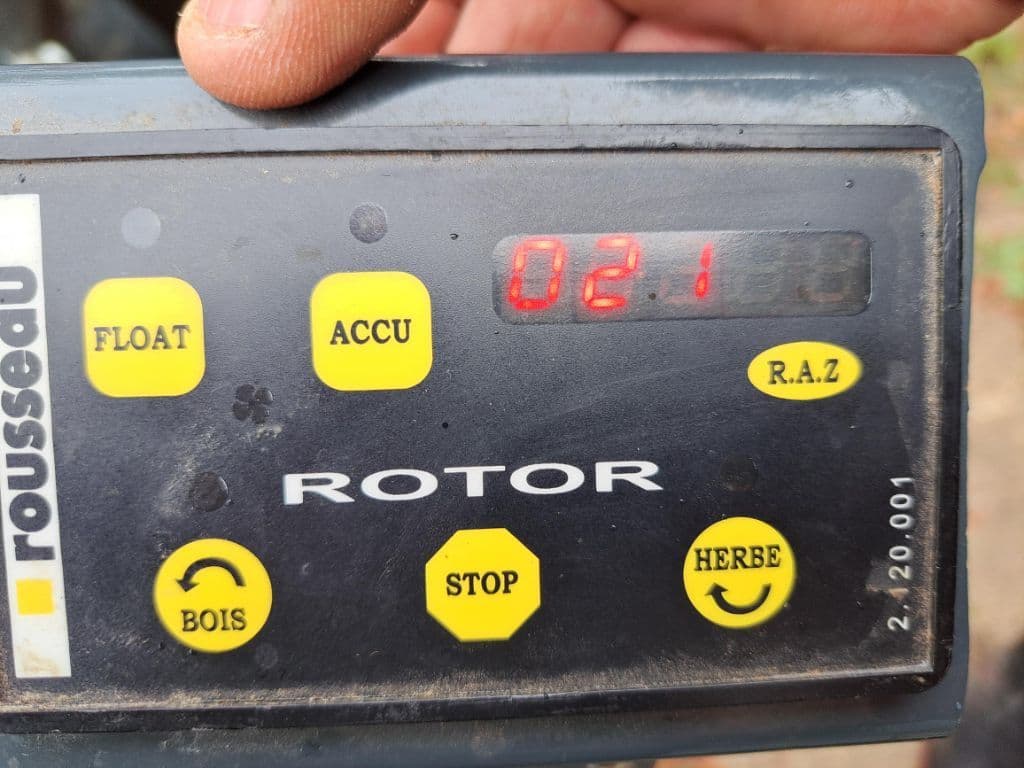 rousseau
FLOAT
ACCU
021
R.A.Z
ROTOR
BOIS
STOP
HERBE
2.120.001